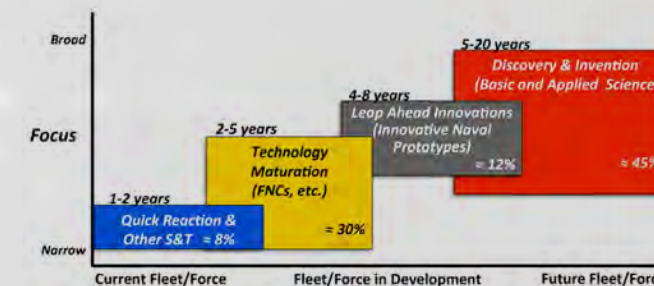 Broad
Focus
Narrow
5-20 years
Discovery & Invention
(Basic and Applied Science
≈ 45%
4-8 years
Leap Ahead Innovations
(Innovative Naval
Prototypes)
≈ 12%
2-5 years
Technology
Maturation
(FNCs, etc.)
≈ 30%
1-2 years
Quick Reaction &
Other S&T ≈ 8%
Current Fleet/Force
Fleet/Force in Development
Future Fleet/Forc